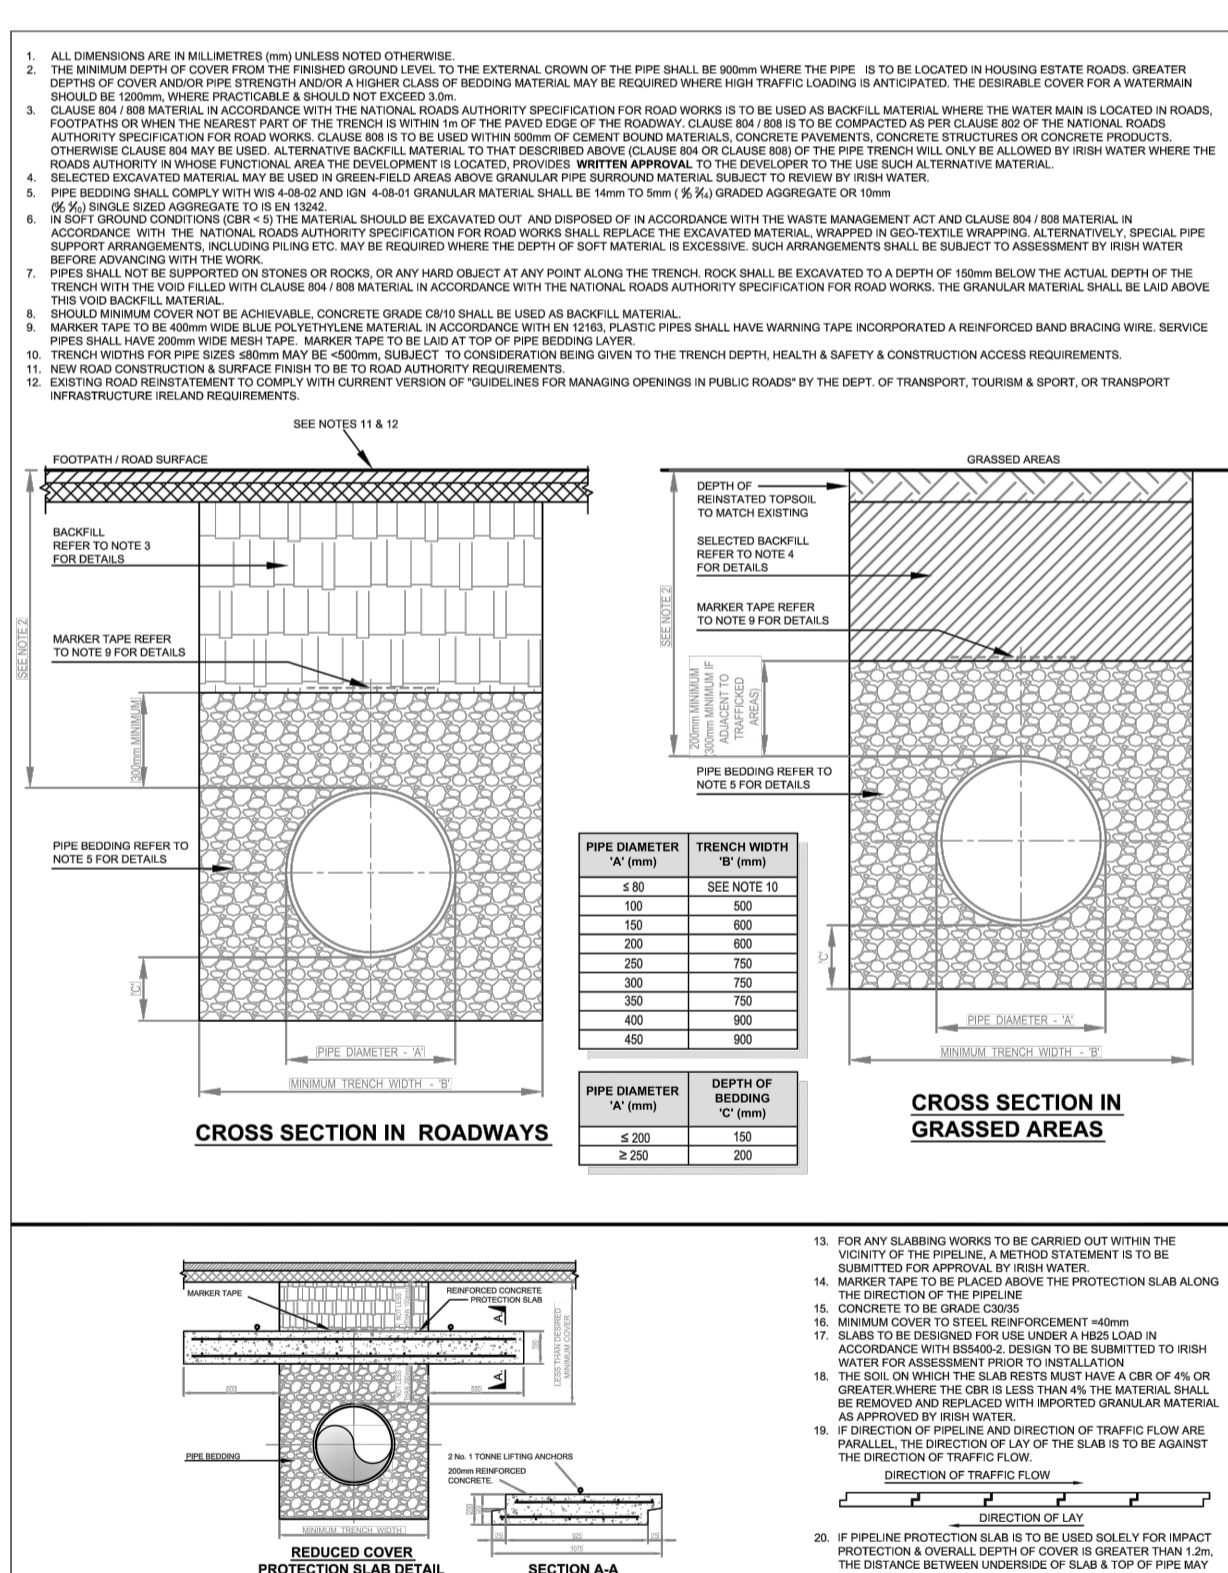 1. ALL DIMENSIONS ARE IN MILLIMETRES (mm) UNLESS NOTED OTHERWISE.
2. THE MINIMUM DEPTH OF COVER FROM THE FINISHED GROUND LEVEL TO THE EXTERNAL CROWN OF THE PIPE SHALL BE 900mm WHERE THE PIPE IS TO BE LOCATED IN HOUSING ESTATE ROADS. GREATER
DEPTHS OF COVER AND/OR PIPE STRENGTH AND/OR A HIGHER CLASS OF BEDDING MATERIAL MAY BE REQUIRED WHERE HIGH TRAFFIC LOADING IS ANTICIPATED. THE DESIRABLE COVER FOR A WATERMAIN
SHOULD BE 1200mm, WHERE PRACTICABLE & SHOULD NOT EXCEED 3.0m.
3. CLAUSE 804 / 808 MATERIAL IN ACCORDANCE WITH THE NATIONAL ROADS AUTHORITY SPECIFICATION FOR ROAD WORKS IS TO BE USED AS BACKFILL MATERIAL WHERE THE WATER MAIN IS LOCATED IN ROADS,
FOOTPATHS OR WHEN THE NEAREST PART OF THE TRENCH IS WITHIN 1m OF THE PAVED EDGE OF THE ROADWAY. CLAUSE 804 / 808 IS TO BE COMPACTED AS PER CLAUSE 802 OF THE NATIONAL ROADS
AUTHORITY SPECIFICATION FOR ROAD WORKS. CLAUSE 808 IS TO BE USED WITHIN 500mm OF CEMENT BOUND MATERIALS, CONCRETE PAVEMENTS, CONCRETE STRUCTURES OR CONCRETE PRODUCTS.
OTHERWISE CLAUSE 804 MAY BE USED. ALTERNATIVE BACKFILL MATERIAL TO THAT DESCRIBED ABOVE (CLAUSE 804 OR CLAUSE 808) OF THE PIPE TRENCH WILL ONLY BE ALLOWED BY IRISH WATER WHERE THE
ROADS AUTHORITY IN WHOSE FUNCTIONAL AREA THE DEVELOPMENT IS LOCATED, PROVIDES WRITTEN APPROVAL TO THE DEVELOPER TO THE USE SUCH ALTERNATIVE MATERIAL.
4. SELECTED EXCAVATED MATERIAL MAY BE USED IN GREEN-FIELD AREAS ABOVE GRANULAR PIPE SURROUND MATERIAL SUBJECT TO REVIEW BY IRISH WATER.
5. PIPE BEDDING SHALL COMPLY WITH WIS 4-08-02 AND IGN 4-08-01 GRANULAR MATERIAL SHALL BE 14mm TO 5mm ( ) GRADED AGGREGATE OR 10mm
( ) SINGLE SIZED AGGREGATE TO IS EN 13242.
6. IN SOFT GROUND CONDITIONS (CBR < 5) THE MATERIAL SHOULD BE EXCAVATED OUT AND DISPOSED OF IN ACCORDANCE WITH THE WASTE MANAGEMENT ACT AND CLAUSE 804 / 808 MATERIAL IN
ACCORDANCE WITH THE NATIONAL ROADS AUTHORITY SPECIFICATION FOR ROAD WORKS SHALL REPLACE THE EXCAVATED MATERIAL, WRAPPED IN GEO-TEXTILE WRAPPING. ALTERNATIVELY, SPECIAL PIPE
SUPPORT ARRANGEMENTS, INCLUDING PILING ETC. MAY BE REQUIRED WHERE THE DEPTH OF SOFT MATERIAL IS EXCESSIVE. SUCH ARRANGEMENTS SHALL BE SUBJECT TO ASSESSMENT BY IRISH WATER
BEFORE ADVANCING WITH THE WORK.
7. PIPES SHALL NOT BE SUPPORTED ON STONES OR ROCKS, OR ANY HARD OBJECT AT ANY POINT ALONG THE TRENCH. ROCK SHALL BE EXCAVATED TO A DEPTH OF 150mm BELOW THE ACTUAL DEPTH OF THE
TRENCH WITH THE VOID FILLED WITH CLAUSE 804 / 808 MATERIAL IN ACCORDANCE WITH THE NATIONAL ROADS AUTHORITY SPECIFICATION FOR ROAD WORKS. THE GRANULAR MATERIAL SHALL BE LAID ABOVE
THIS VOID BACKFILL MATERIAL.
8. SHOULD MINIMUM COVER NOT BE ACHIEVABLE, CONCRETE GRADE C8/10 SHALL BE USED AS BACKFILL MATERIAL.
9. MARKER TAPE TO BE 400mm WIDE BLUE POLYETHYLENE MATERIAL IN ACCORDANCE WITH EN 12163, PLASTIC PIPES SHALL HAVE WARNING TAPE INCORPORATED A REINFORCED BAND BRACING WIRE. SERVICE
PIPES SHALL HAVE 200mm WIDE MESH TAPE. MARKER TAPE TO BE LAID AT TOP OF PIPE BEDDING LAYER.
10. TRENCH WIDTHS FOR PIPE SIZES ≤80mm MAY BE <500mm, SUBJECT TO CONSIDERATION BEING GIVEN TO THE TRENCH DEPTH, HEALTH & SAFETY & CONSTRUCTION ACCESS REQUIREMENTS.
11. NEW ROAD CONSTRUCTION & SURFACE FINISH TO BE TO ROAD AUTHORITY REQUIREMENTS.
12. EXISTING ROAD REINSTATEMENT TO COMPLY WITH CURRENT VERSION OF "GUIDELINES FOR MANAGING OPENINGS IN PUBLIC ROADS" BY THE DEPT. OF TRANSPORT, TOURISM & SPORT, OR TRANSPORT
INFRASTRUCTURE IRELAND REQUIREMENTS.
SEE NOTES 11 & 12
FOOTPATH / ROAD SURFACE
BACKFILL
REFER TO NOTE 3
FOR DETAILS
SEE NOTE 2
MARKER TAPE REFER
TO NOTE 9 FOR DETAILS
300mm MINIMUM
PIPE BEDDING REFER TO
NOTE 5 FOR DETAILS
'C'
PIPE DIAMETER - 'A'
MINIMUM TRENCH WIDTH - 'B'
CROSS SECTION IN ROADWAYS
GRASSED AREAS
DEPTH OF
REINSTATED TOPSOIL
TO MATCH EXISTING
SELECTED BACKFILL
REFER TO NOTE 4
FOR DETAILS
SEE NOTE 2
MARKER TAPE REFER
TO NOTE 9 FOR DETAILS
200mm MINIMUM
300mm MINIMUM IF
ADJACENT TO
TRAFFICKED
AREAS)
PIPE BEDDING REFER TO
NOTE 5 FOR DETAILS
'C'
PIPE DIAMETER - 'A'
MINIMUM TRENCH WIDTH - 'B'
CROSS SECTION IN
GRASSED AREAS
PIPE DIAMETER 'A' (mm) TRENCH WIDTH 'B' (mm)
≤ 80 SEE NOTE 10
100 500
150 600
200 600
250 750
300 750
350 750
400 900
450 900
PIPE DIAMETER 'A' (mm) DEPTH OF BEDDING 'C' (mm)
≤ 200 150
≥ 250 200
MARKER TAPE
REINFORCED CONCRETE
PROTECTION SLAB
A
A
LESS THAN DESIRED
MINIMUM COVER
PIPE BEDDING
MINIMUM TRENCH WIDTH
REDUCED COVER
PROTECTION SLAB DETAIL
2 No. 1 TONNE LIFTING ANCHORS
200mm REINFORCED
CONCRETE.
925
1075
SECTION A-A
13. FOR ANY SLABBING WORKS TO BE CARRIED OUT WITHIN THE
VICINITY OF THE PIPELINE, A METHOD STATEMENT IS TO BE
SUBMITTED FOR APPROVAL BY IRISH WATER.
14. MARKER TAPE TO BE PLACED ABOVE THE PROTECTION SLAB ALONG
THE DIRECTION OF THE PIPELINE
15. CONCRETE TO BE GRADE C30/35
16. MINIMUM COVER TO STEEL REINFORCEMENT =40mm
17. SLABS TO BE DESIGNED FOR USE UNDER A HB25 LOAD IN
ACCORDANCE WITH BS5400-2. DESIGN TO BE SUBMITTED TO IRISH
WATER FOR ASSESSMENT PRIOR TO INSTALLATION
18. THE SOIL ON WHICH THE SLAB RESTS MUST HAVE A CBR OF 4% OR
GREATER.WHERE THE CBR IS LESS THAN 4% THE MATERIAL SHALL
BE REMOVED AND REPLACED WITH IMPORTED GRANULAR MATERIAL
AS APPROVED BY IRISH WATER.
19. IF DIRECTION OF PIPELINE AND DIRECTION OF TRAFFIC FLOW ARE
PARALLEL, THE DIRECTION OF LAY OF THE SLAB IS TO BE AGAINST
THE DIRECTION OF TRAFFIC FLOW.
DIRECTION OF TRAFFIC FLOW
DIRECTION OF LAY
20. IF PIPELINE PROTECTION SLAB IS TO BE USED SOLELY FOR IMPACT
PROTECTION & OVERALL DEPTH OF COVER IS GREATER THAN 1.2m,
THE DISTANCE BETWEEN UNDERSIDE OF SLAB & TOP OF PIPE MAY